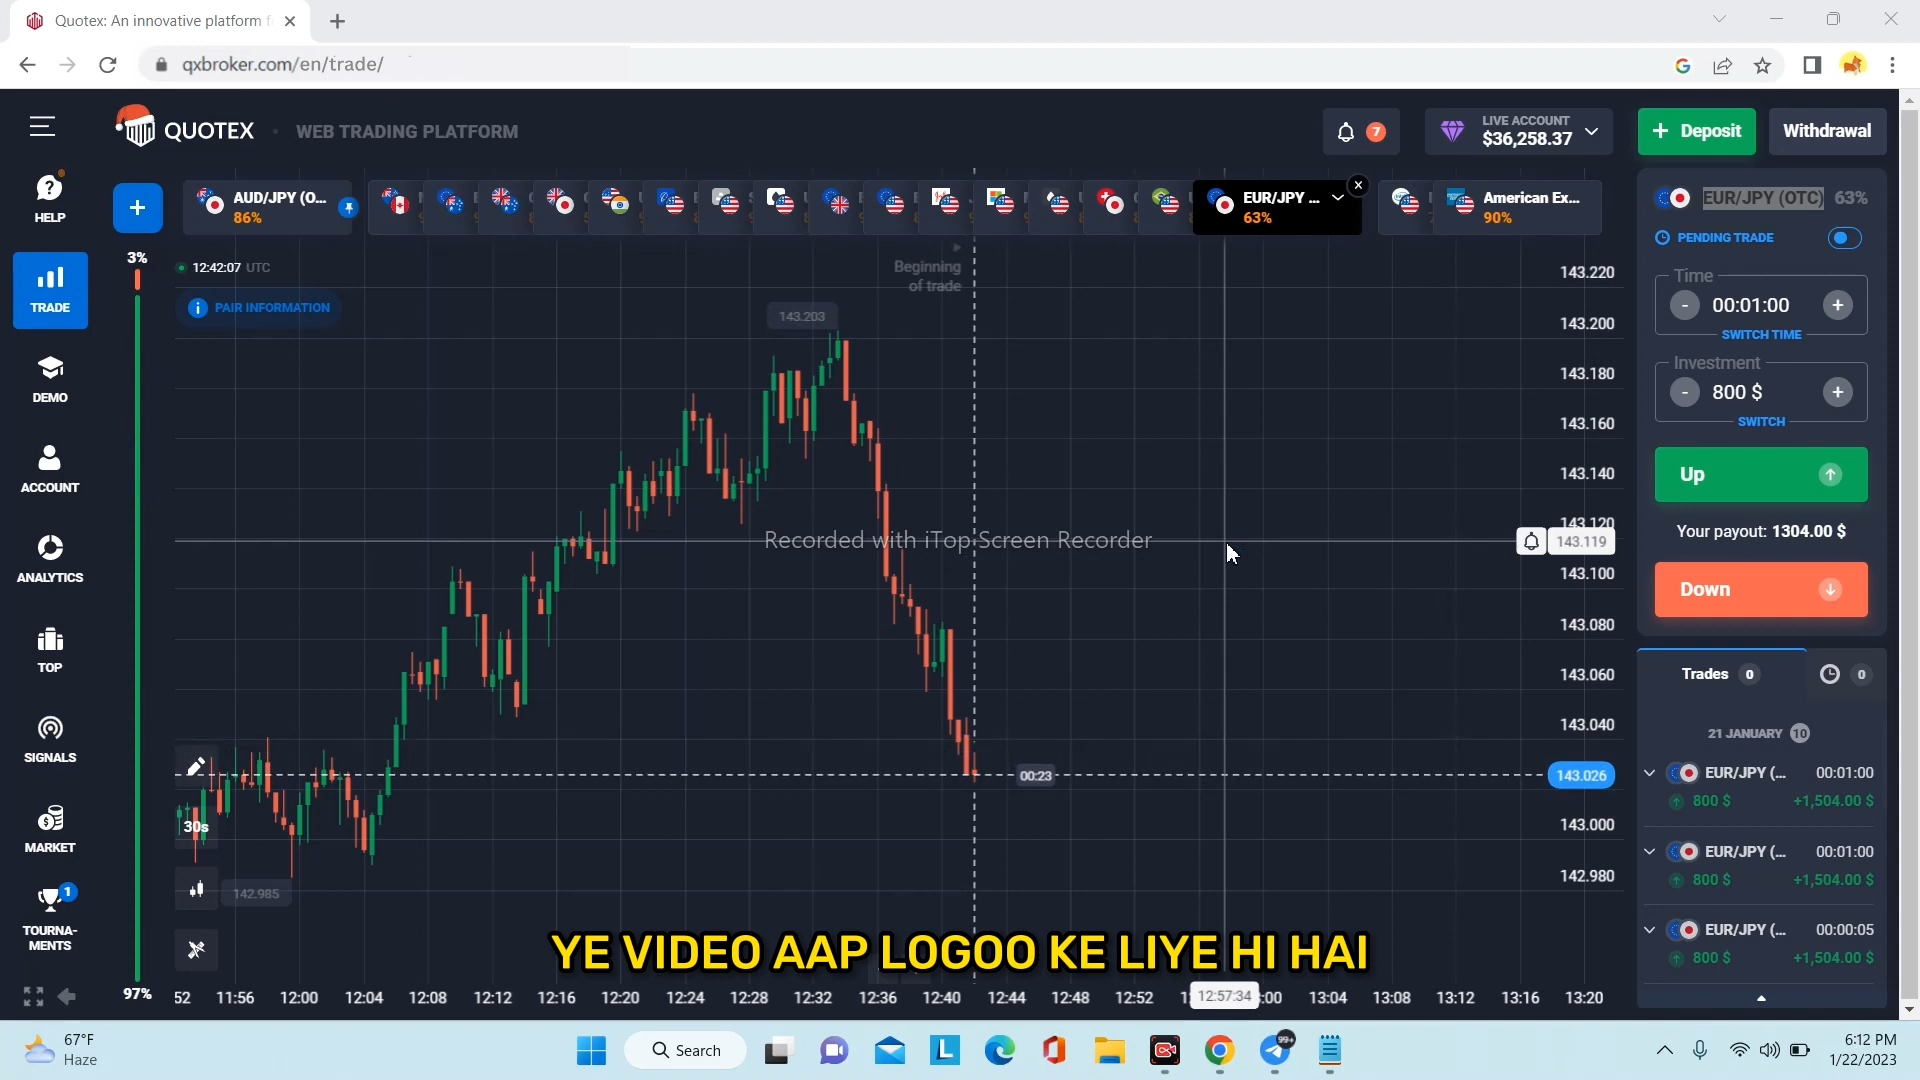 Quotex: An innovative platform f
qxbroker.com/en/trade/
QUOTEX
WEB TRADING PLATFORM
7
LIVE ACCOUNT
$36,258.37
+ Deposit
Withdrawal
HELP
TRADE
DEMO
ACCOUNT
ANALYTICS
TOP
SIGNALS
MARKET
1
TOURNA-
MENTS
+
AUD/JPY (O...
86%
EUR/JPY ...
63%
American Ex...
90%
3%
97%
12:42:07 UTC
PAIR INFORMATION
Beginning
of trade
143.203
142.985
00:23
30s
Recorded with iTop Screen Recorder
143.220
143.200
143.180
143.160
143.140
143.120
143.119
143.100
143.080
143.060
143.040
143.026
143.000
142.980
YE VIDEO AAP LOGOO KE LIYE HI HAI
52 11:56 12:00 12:04 12:08 12:12 12:16 12:20 12:24 12:28 12:32 12:36 12:40 12:44 12:48 12:52 12:57:34 :00 13:04 13:08 13:12 13:16 13:20
EUR/JPY (OTC) 63%
PENDING TRADE
Time
- 00:01:00 +
SWITCH TIME
Investment
- 800 $ +
SWITCH
Up
Your payout: 1304.00 $
Down
Trades 0
0
21 JANUARY 10
EUR/JPY (... 00:01:00
800 $ +1,504.00 $
EUR/JPY (... 00:01:00
800 $ +1,504.00 $
EUR/JPY (... 00:00:05
800 $ +1,504.00 $
67°F
Haze
Search
99+
6:12 PM
1/22/2023